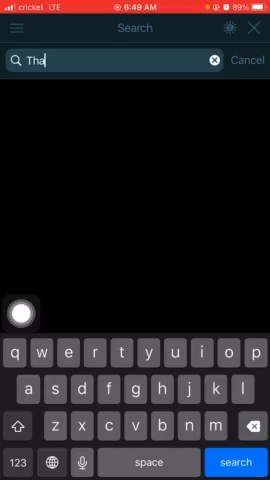 cricket LTE 6:49 AM 89%
Search
Tha Cancel
q w e r t y u i o p
a s d f g h j k l
z x c v b n m
123 space search